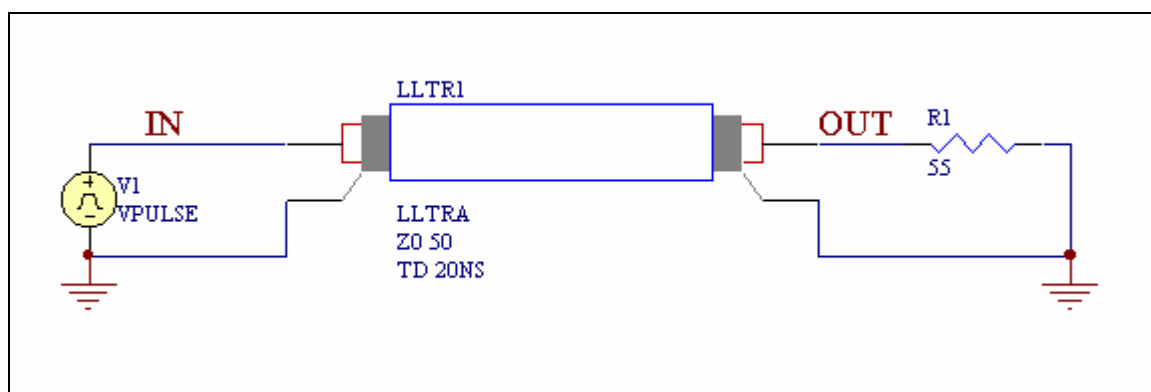 LLTR1
IN
OUT
R1
55
V1
VPULSE
LLTRA
Z0 50
TD 20NS